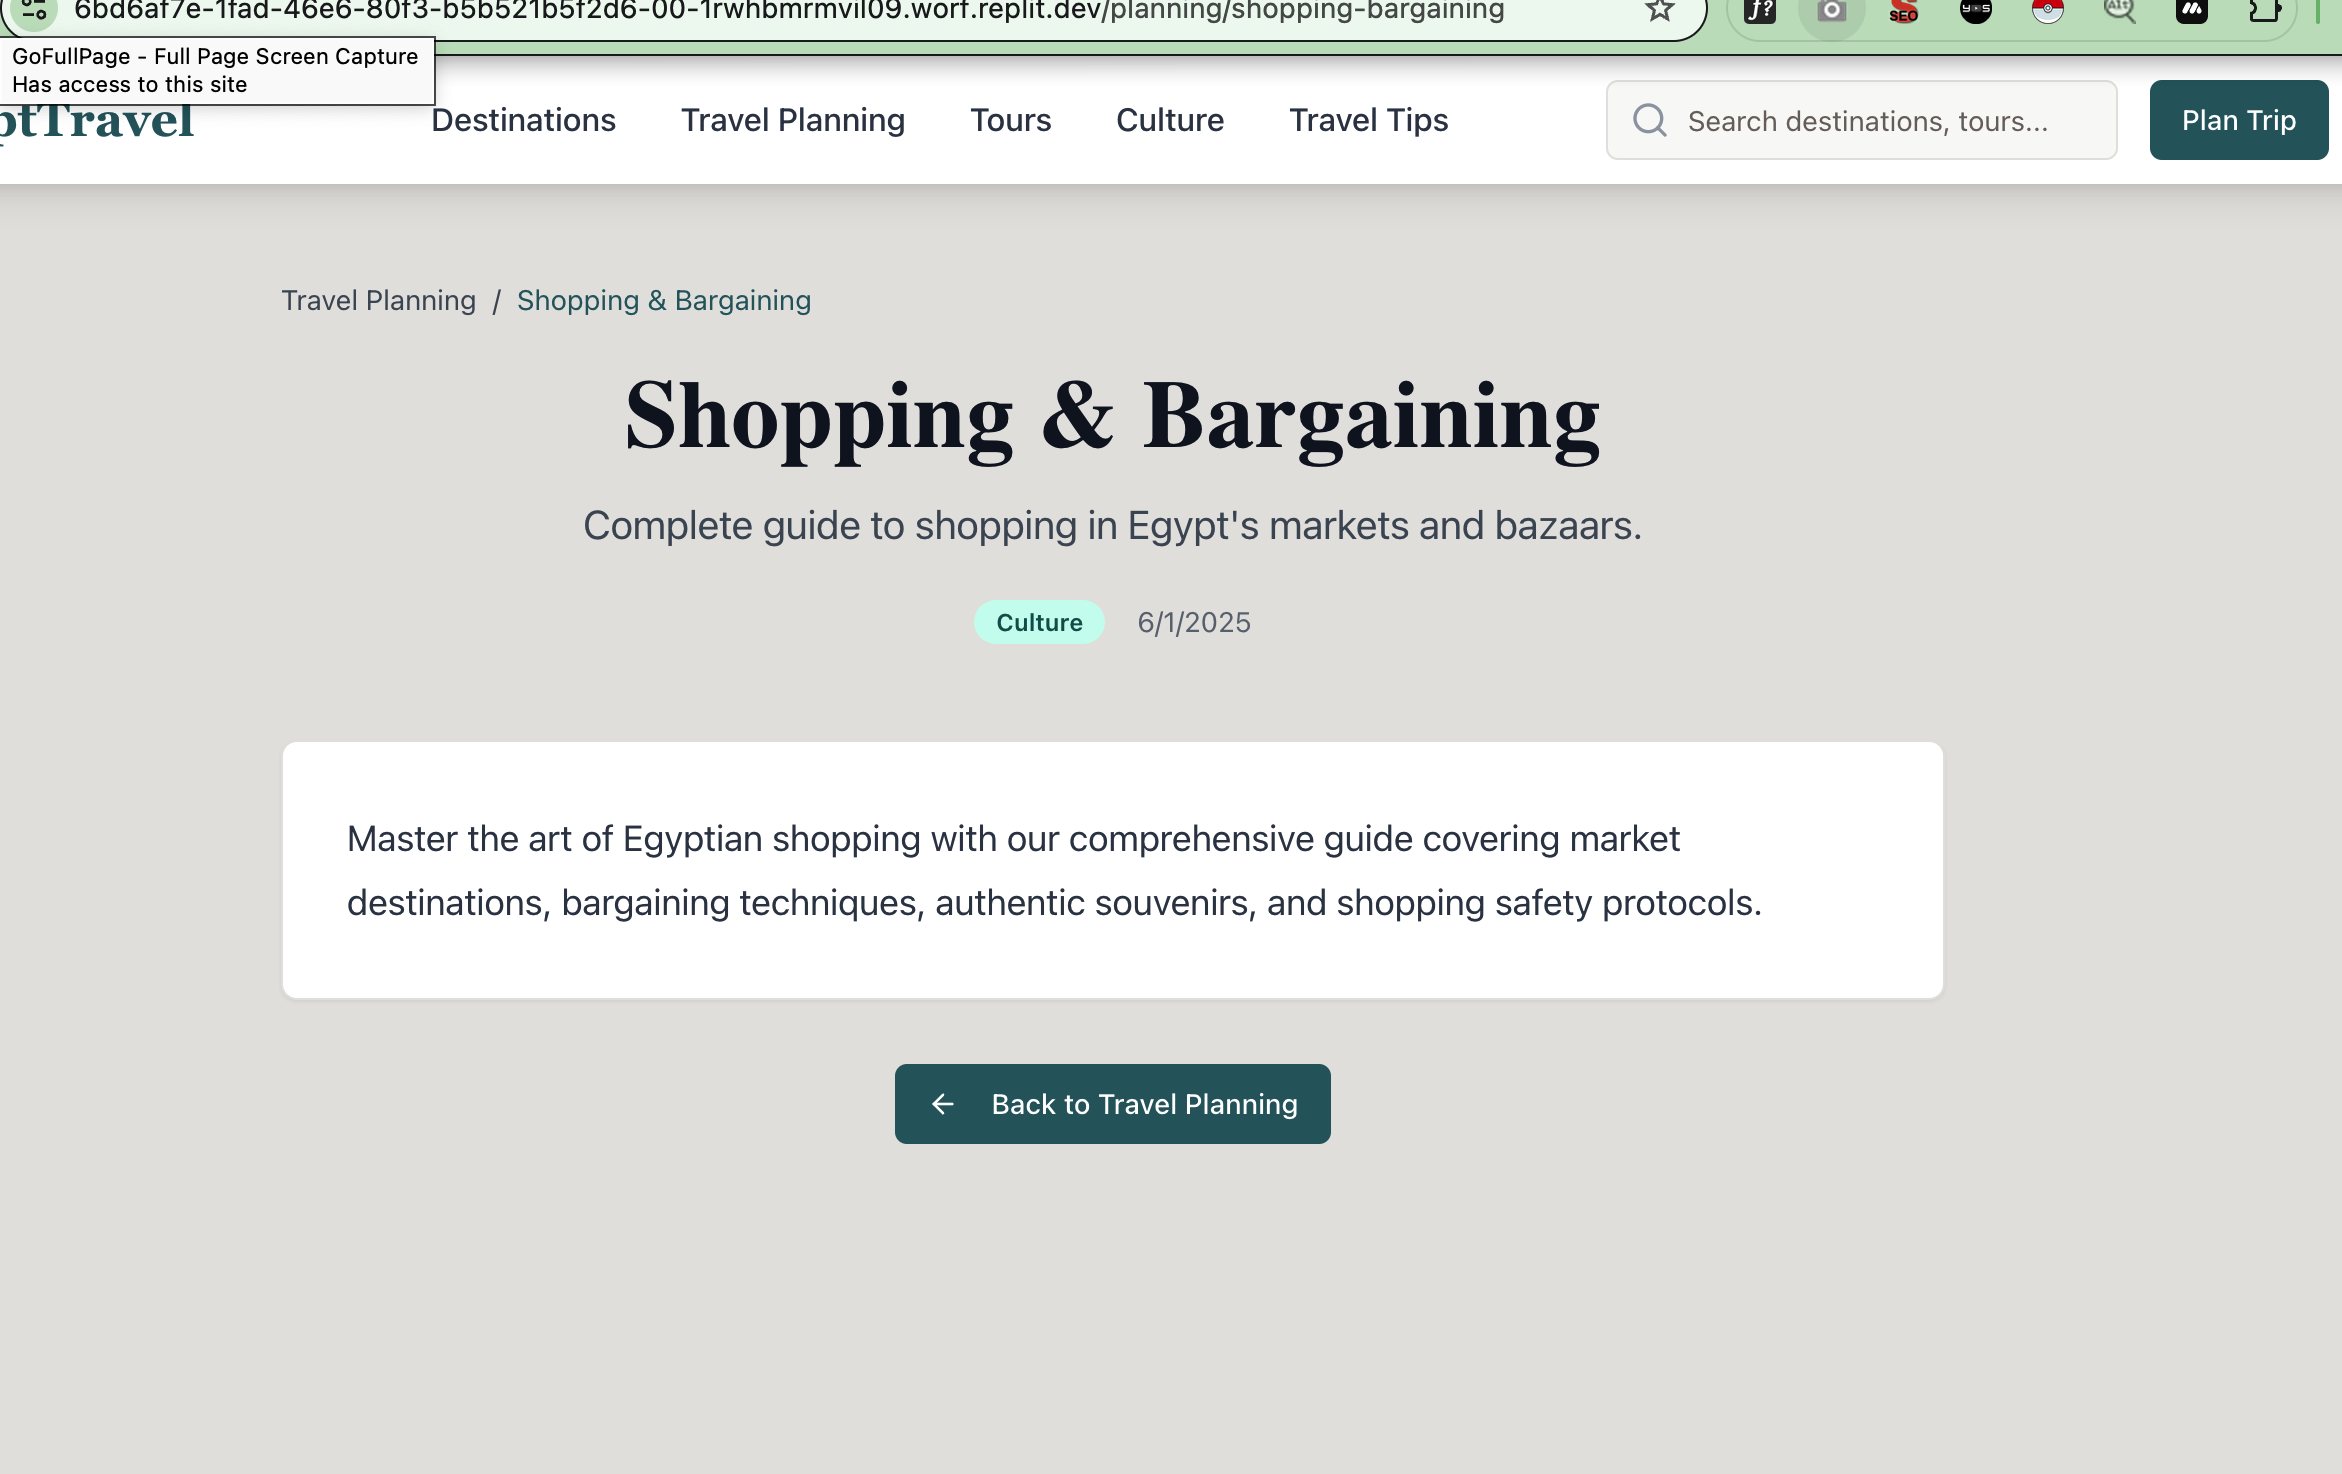 6bd6af7e-1fad-46e6-80f3-b5b521b5f2d6-00-1rwhbmrmvil09.worf.replit.dev/planning/shopping-bargaining
GoFullPage - Full Page Screen Capture
Has access to this site
ptTravel
Destinations
Travel Planning
Tours
Culture
Travel Tips
Search destinations, tours...
Plan Trip
Travel Planning / Shopping & Bargaining
Shopping & Bargaining
Complete guide to shopping in Egypt's markets and bazaars.
Culture
6/1/2025
Master the art of Egyptian shopping with our comprehensive guide covering market
destinations, bargaining techniques, authentic souvenirs, and shopping safety protocols.
← Back to Travel Planning